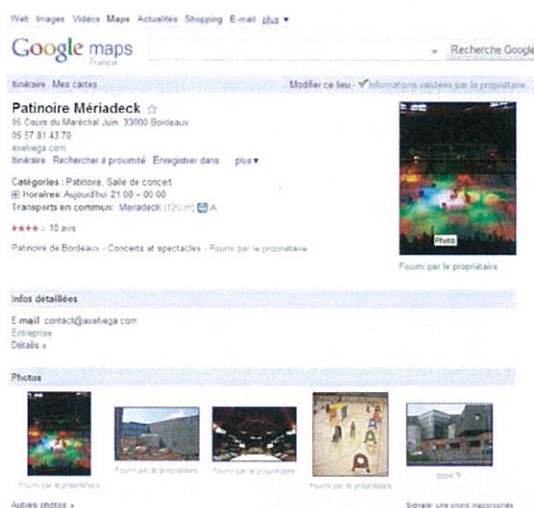 Web Images Vidéos Maps Actualités Shopping E-mail plus ▼
Google maps
France
Recherche Google
Itinéraire Mes cartes
Modifier ce lieu - Informations validées par le propriétaire
Patinoire Mériadeck ☆
95 Cours du Maréchal Juin, 33000 Bordeaux
05 57 81 43 70
axelvega.com
Itinéraire Rechercher à proximité Enregistrer dans plus ▼
Catégories : Patinoire, Salle de concert
Horaires: Aujourd'hui 21:00 – 00:00
Transports en commun: Mériadeck (120 m) A
10 avis
Patinoire de Bordeaux - Concerts et spectacles - Fourni par le propriétaire
Photo
Fourni par le propriétaire
Infos détaillées
E-mail contact@axelvega.com
Entreprise
Détails »
Photos
Fourni par le propriétaire
Fourni par le propriétaire
Fourni par le propriétaire
Fourni par le propriétaire
Autres photos »
Signaler une photo inappropriée